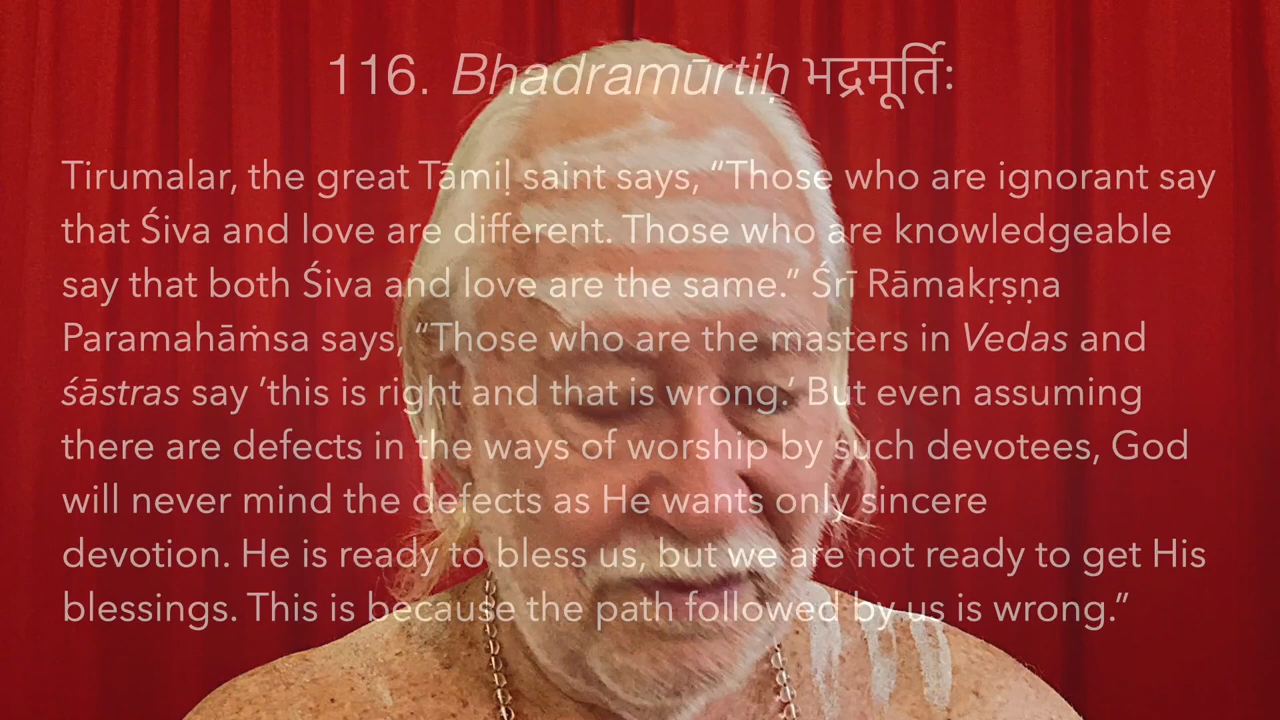 116. Bhadramūrtiḥ भद्रमूर्तिः
Tirumalar, the great Tāmiḷ saint says, “Those who are ignorant say
that Śiva and love are different. Those who are knowledgeable
say that both Śiva and love are the same.” Śrī Rāmakṛṣṇa
Paramahāṁsa says, “Those who are the masters in Vedas and
śāstras say ‘this is right and that is wrong.’ But even assuming
there are defects in the ways of worship by such devotees, God
will never mind the defects as He wants only sincere
devotion. He is ready to bless us, but we are not ready to get His
blessings. This is because the path followed by us is wrong.”